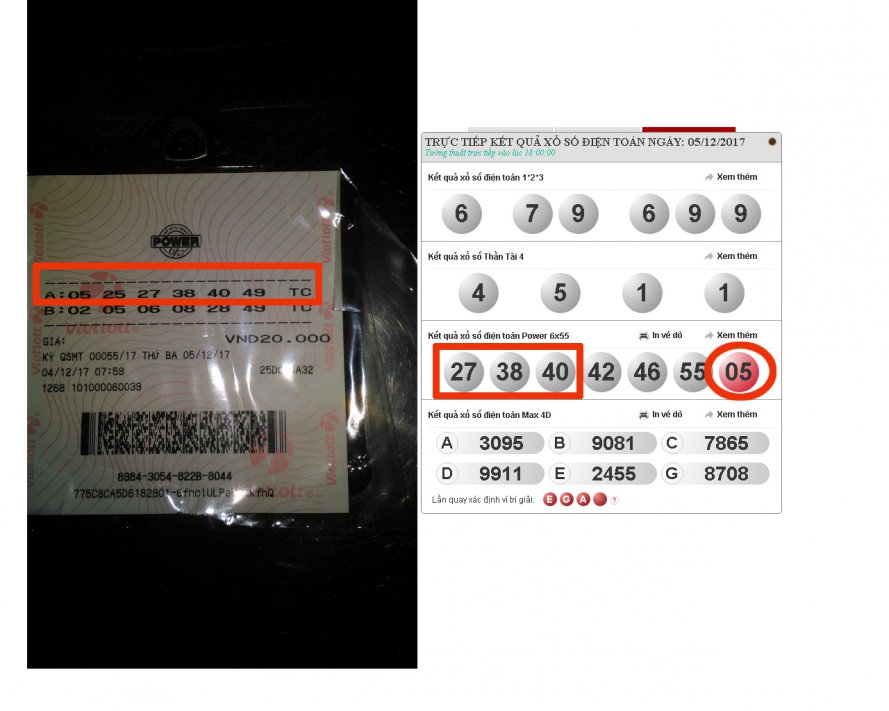 POWER
A:05 25 27 38 40 49 TC
B:02 05 06 08 28 49 TC
Vietlott
GIÁ: VND20.000
KỲ QSMT 00055/17 THỨ BA 05/12/17
04/12/17 07:59
1268 101000060039
8984-3054-822B-8044
TRỰC TIẾP KẾT QUẢ XỔ SỐ ĐIỆN TOÁN NGÀY: 05/12/2017
Tường thuật trực tiếp vào lúc 18:00:00
Kết quả xổ số điện toán 1*2*3 Xem thêm
6 7 9 6 9 9
Kết quả xổ số Thần Tài 4 Xem thêm
4 5 1 1
Kết quả xổ số điện toán Power 6x55 In vé dò Xem thêm
27 38 40 42 46 55 05
Kết quả xổ số điện toán Max 4D In vé dò Xem thêm
A 3095 B 9081 C 7865
D 9911 E 2455 G 8708
Lần quay xác định vị trí giải: E G A ?